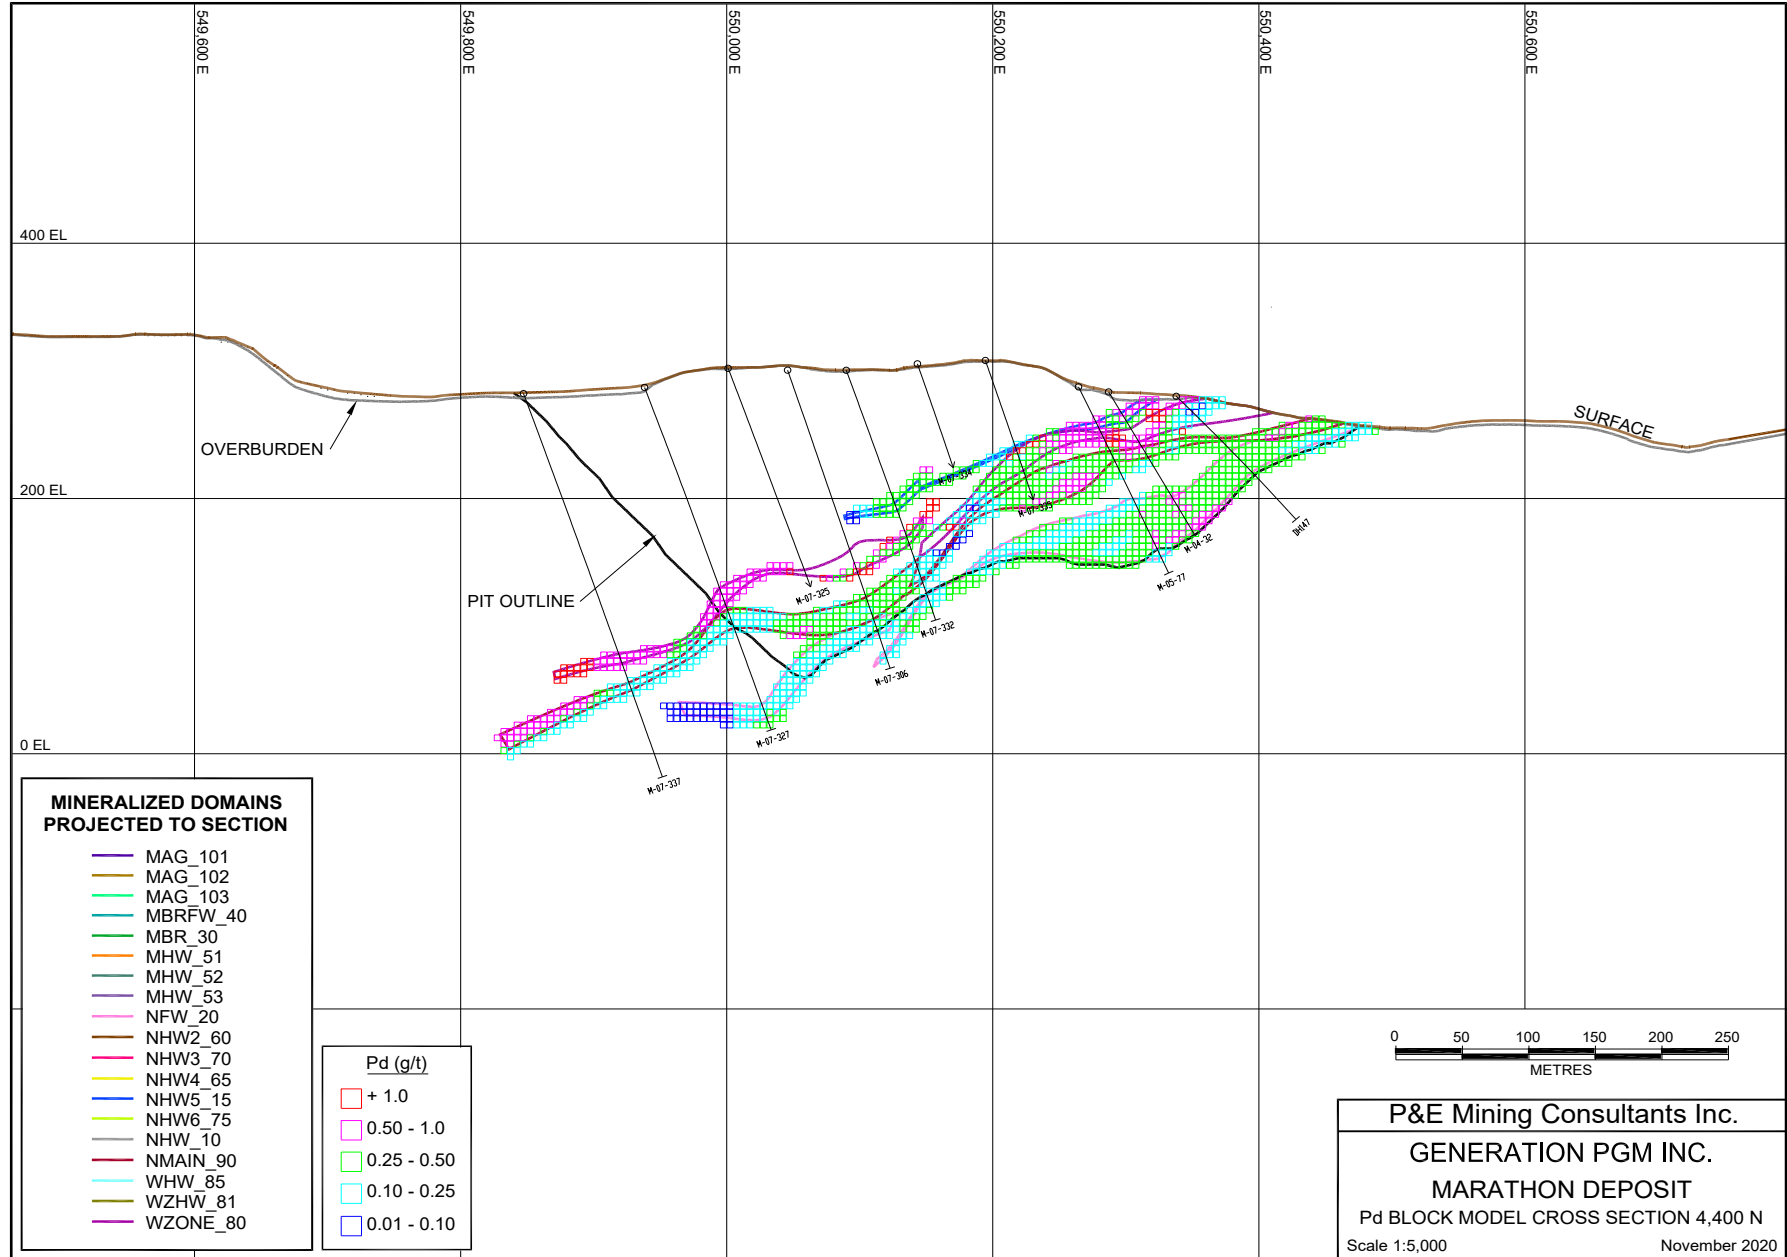 549,600 E
549,800 E
550,000 E
550,200 E
550,400 E
550,600 E
400 EL
200 EL
0 EL
OVERBURDEN
PIT OUTLINE
SURFACE
M-07-334
M-07-333
DH347
M-04-32
M-05-77
M-07-325
M-07-332
M-07-306
M-07-327
M-07-337
MINERALIZED DOMAINS
PROJECTED TO SECTION
MAG_101
MAG_102
MAG_103
MBRFW_40
MBR_30
MHW_51
MHW_52
MHW_53
NFW_20
NHW2_60
NHW3_70
NHW4_65
NHW5_15
NHW6_75
NHW_10
NMAIN_90
WHW_85
WZHW_81
WZONE_80
Pd (g/t)
+ 1.0
0.50 - 1.0
0.25 - 0.50
0.10 - 0.25
0.01 - 0.10
0 50 100 150 200 250
METRES
P&E Mining Consultants Inc.
GENERATION PGM INC.
MARATHON DEPOSIT
Pd BLOCK MODEL CROSS SECTION 4,400 N
Scale 1:5,000 November 2020